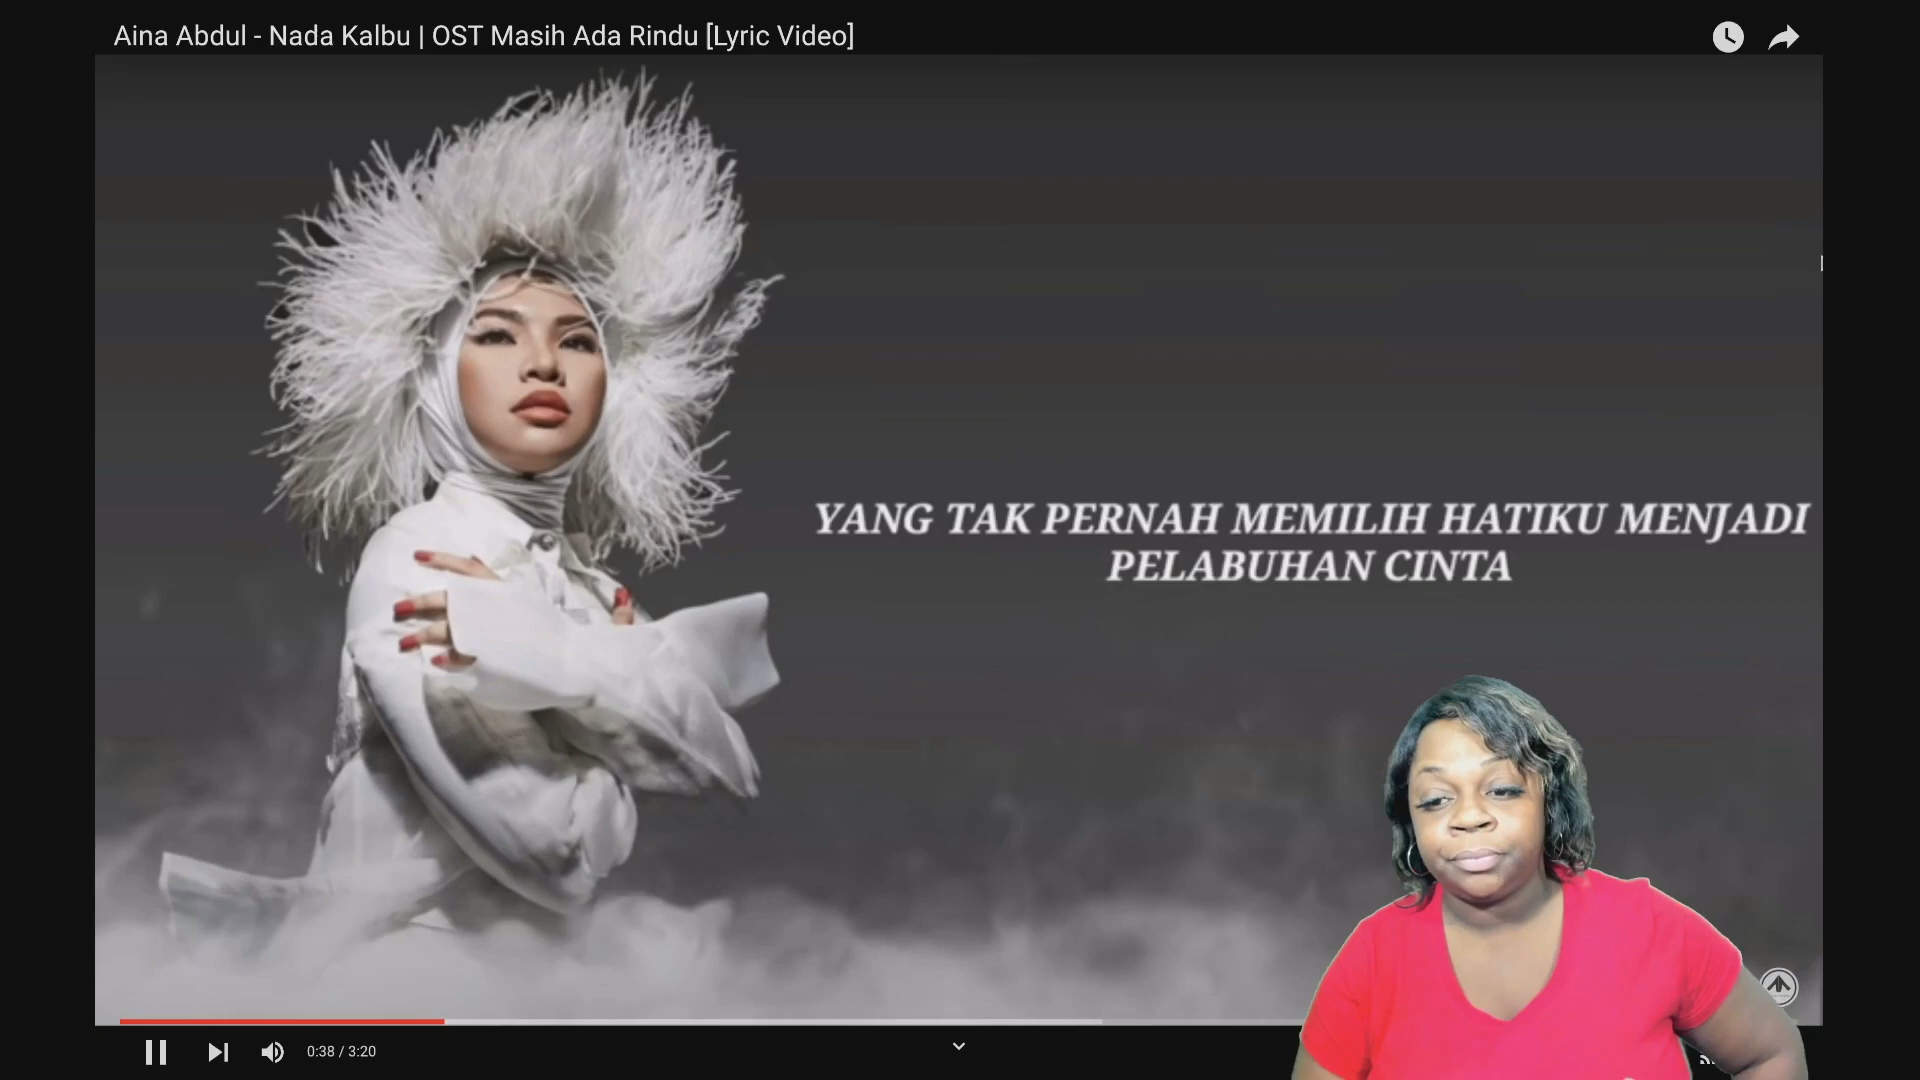 Aina Abdul - Nada Kalbu | OST Masih Ada Rindu [Lyric Video]
YANG TAK PERNAH MEMILIH HATIKU MENJADI
PELABUHAN CINTA
0:38 / 3:20